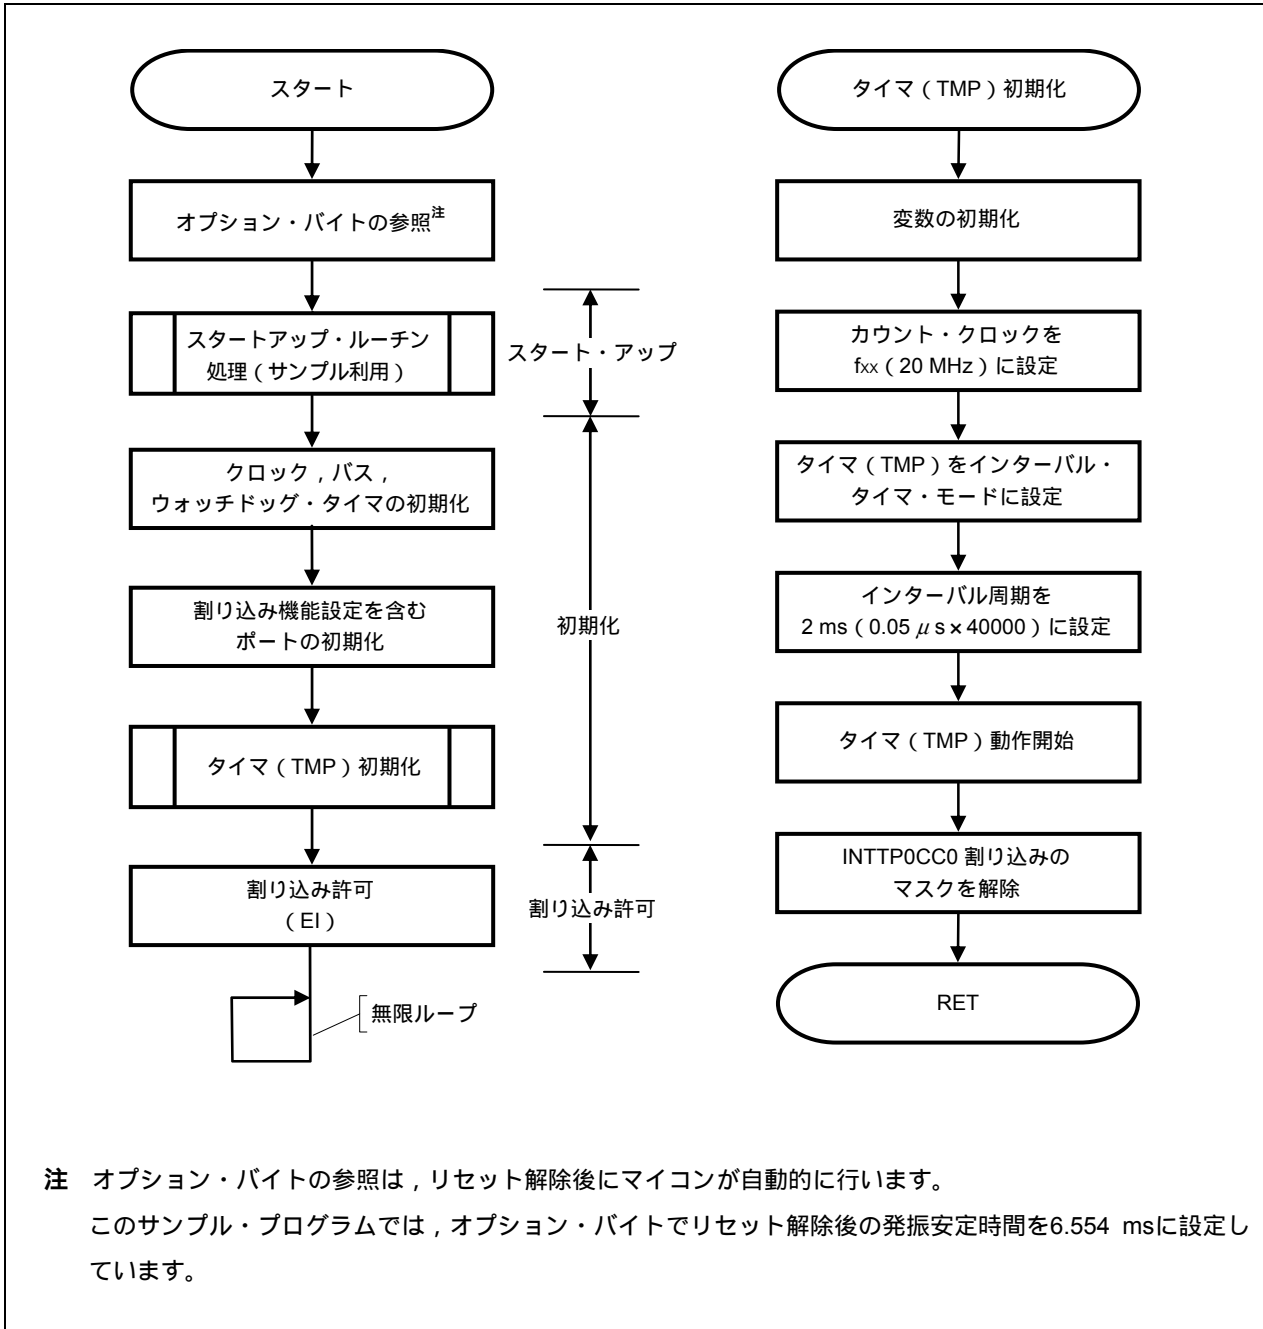 スタート
オプション・バイトの参照注
スタートアップ・ルーチン
処理（サンプル利用）
クロック，バス，
ウォッチドッグ・タイマの初期化
割り込み機能設定を含む
ポートの初期化
タイマ（TMP）初期化
割り込み許可
（EI）
無限ループ
スタート・アップ
初期化
割り込み許可
タイマ（TMP）初期化
変数の初期化
カウント・クロックを
fxx（20 MHz）に設定
タイマ（TMP）をインターバル・
タイマ・モードに設定
インターバル周期を
2 ms（0.05 μs×40000）に設定
タイマ（TMP）動作開始
INTTP0CC0 割り込みの
マスクを解除
RET
注 オプション・バイトの参照は，リセット解除後にマイコンが自動的に行います。
このサンプル・プログラムでは，オプション・バイトでリセット解除後の発振安定時間を6.554 msに設定し
ています。